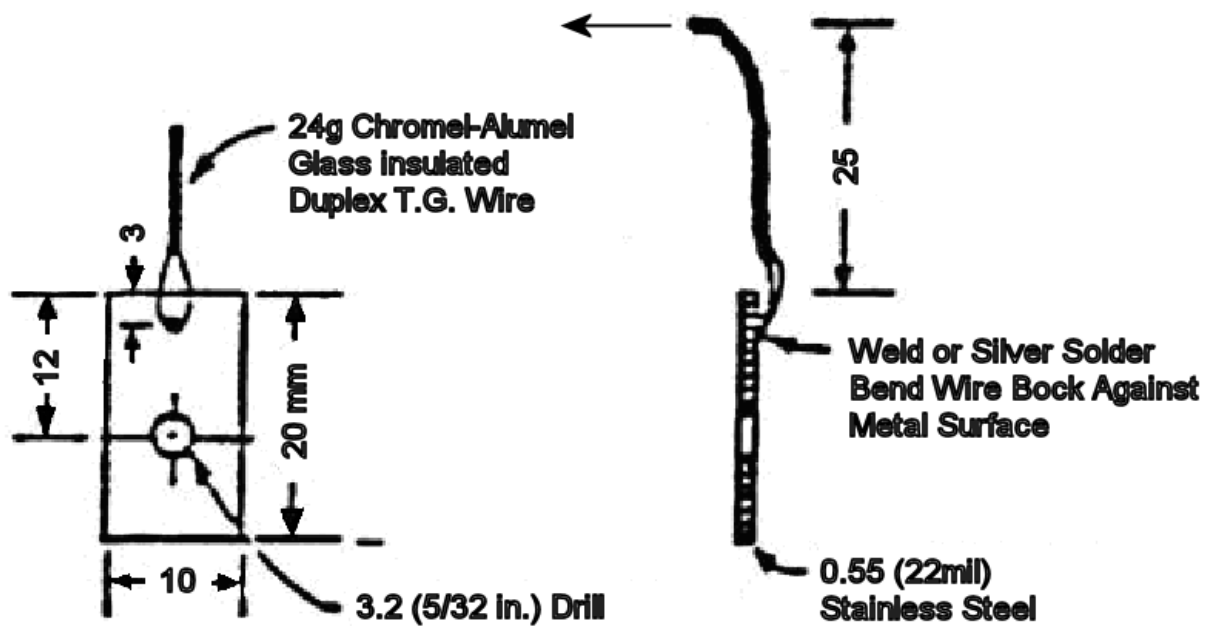 24g Chromel-Alumel
Glass insulated
Duplex T.G. Wire
3
12
20 mm
10
3.2 (5/32 in.) Drill
25
Weld or Silver Solder
Bend Wire Bock Against
Metal Surface
0.55 (22mil)
Stainless Steel